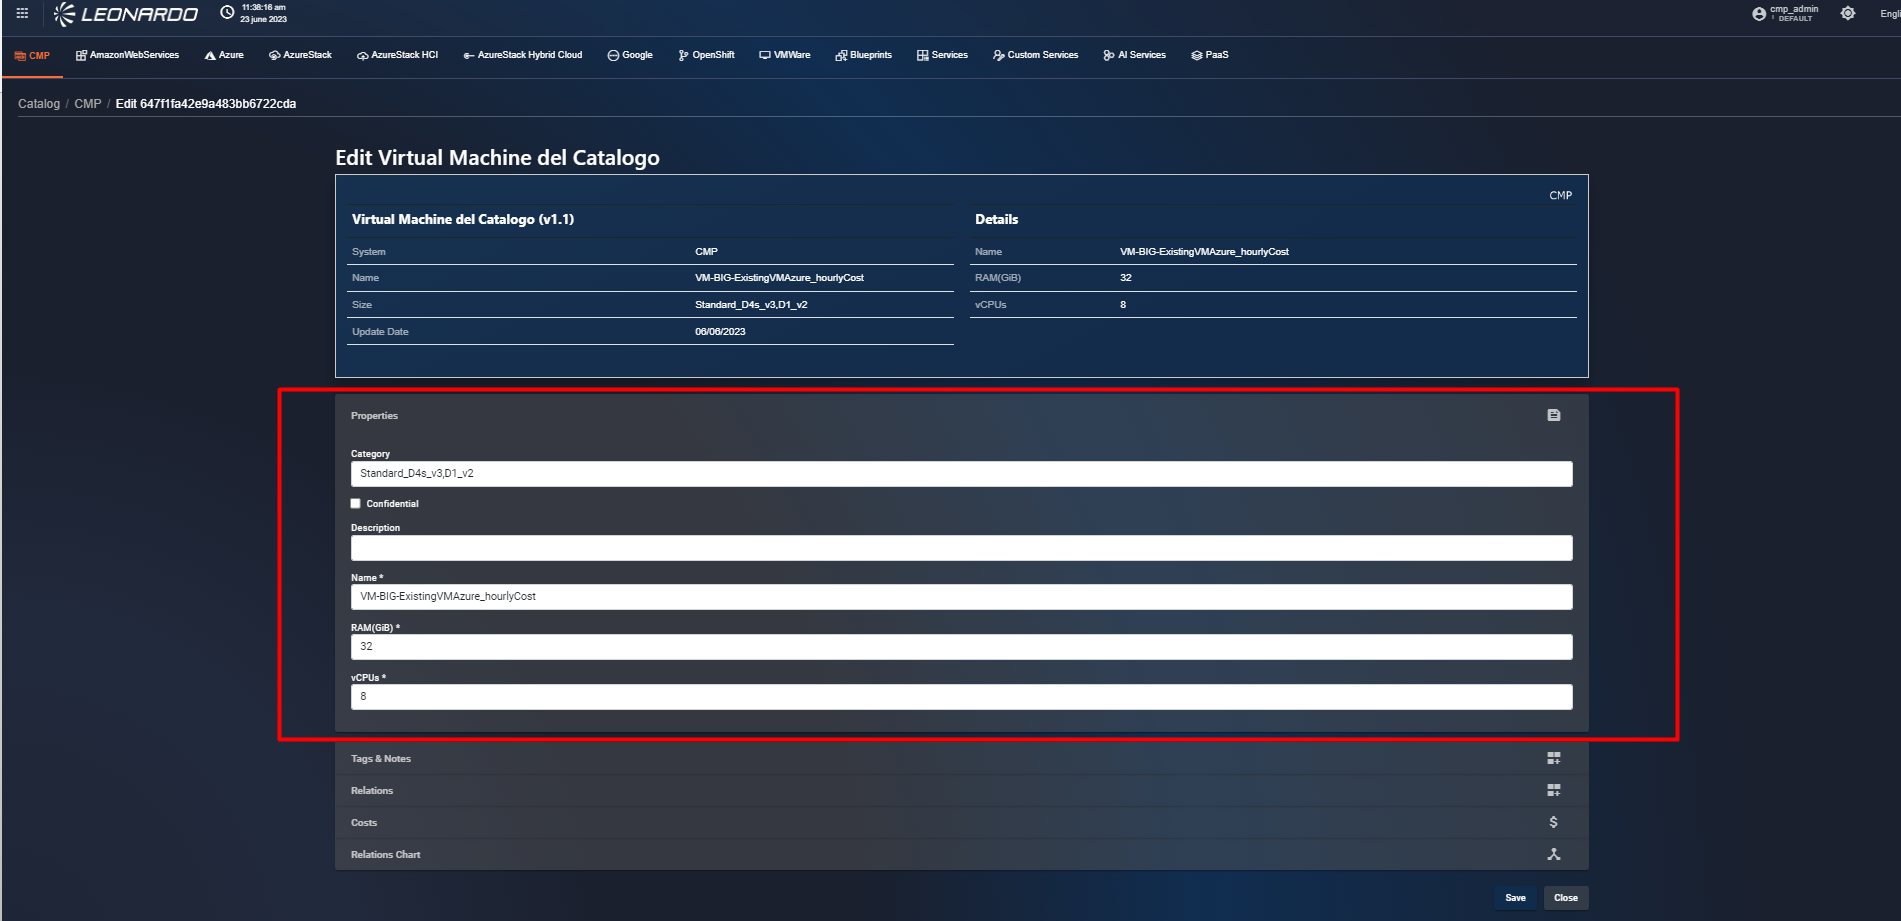 LEONARDO
11:38:16 am
23 june 2023
cmp_admin
DEFAULT
CMP
AmazonWebServices
Azure
AzureStack
AzureStack HCI
AzureStack Hybrid Cloud
Google
OpenShift
VMWare
Blueprints
Services
Custom Services
AI Services
PaaS
Catalog / CMP / Edit 647f1fa42e9a483bb6722cda
Edit Virtual Machine del Catalogo
CMP
Virtual Machine del Catalogo (v1.1)
System CMP
Name VM-BIG-ExistingVMAzure_hourlyCost
Size Standard_D4s_v3,D1_v2
Update Date 06/06/2023
Details
Name VM-BIG-ExistingVMAzure_hourlyCost
RAM(GiB) 32
vCPUs 8
Properties
Category
Standard_D4s_v3,D1_v2
Confidential
Description
Name *
VM-BIG-ExistingVMAzure_hourlyCost
RAM(GiB) *
32
vCPUs *
8
Tags & Notes
Relations
Costs
Relations Chart
Save
Close